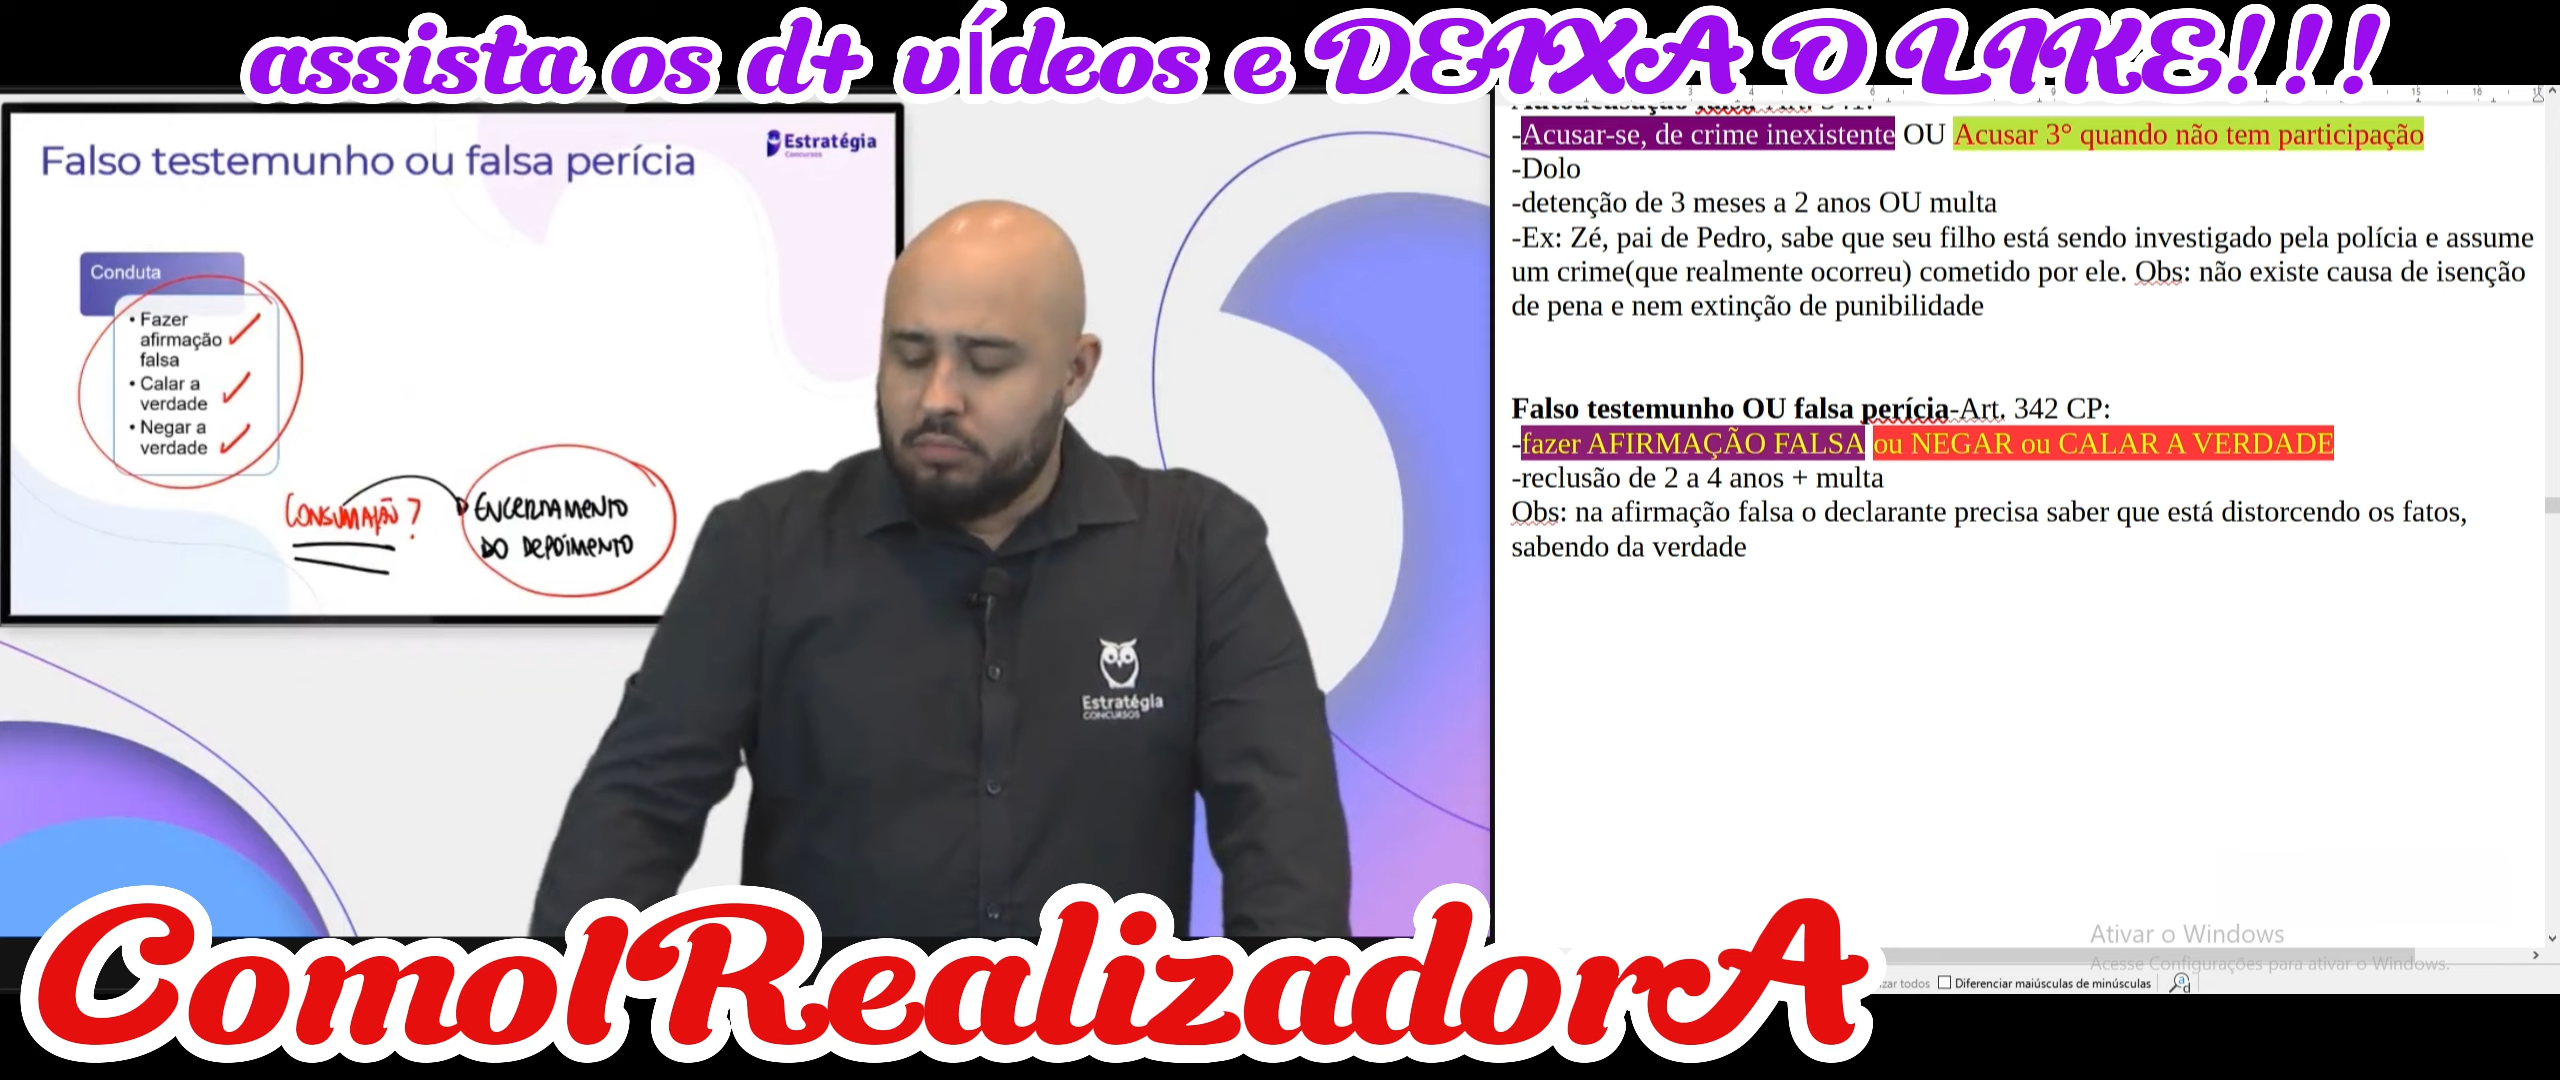 assista os d+ vídeos e DEIXA O LIKE!!!
Falso testemunho ou falsa perícia
Estratégia
Concursos
Conduta
• Fazer
afirmação
falsa
• Calar a
verdade
• Negar a
verdade
CONSUMAÇÃO?
ENCERRAMENTO
DO DEPOIMENTO
Estratégia
CONCURSOS
-Acusar-se, de crime inexistente OU Acusar 3° quando não tem participação
-Dolo
-detenção de 3 meses a 2 anos OU multa
-Ex: Zé, pai de Pedro, sabe que seu filho está sendo investigado pela polícia e assume
um crime(que realmente ocorreu) cometido por ele. Obs: não existe causa de isenção
de pena e nem extinção de punibilidade
Falso testemunho OU falsa perícia-Art. 342 CP:
-fazer AFIRMAÇÃO FALSA ou NEGAR ou CALAR A VERDADE
-reclusão de 2 a 4 anos + multa
Obs: na afirmação falsa o declarante precisa saber que está distorcendo os fatos,
sabendo da verdade
Ativar o Windows
Acesse Configurações para ativar o Windows.
todos Diferenciar maiúsculas de minúsculas
ComolRealizadorA